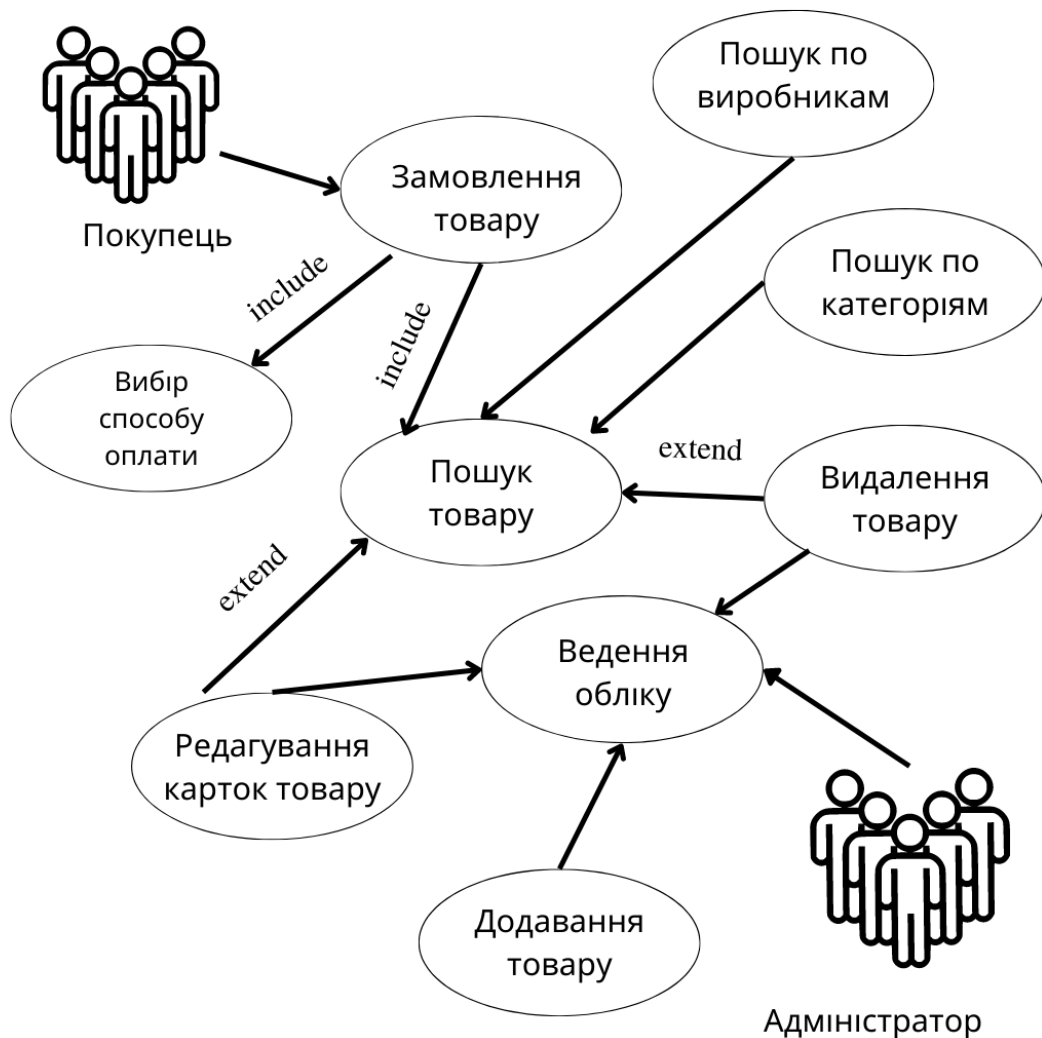 Пошук по
виробникам
Замовлення
товару
Покупець
Пошук по
категоріям
include
include
Вибір
способу
оплати
extend
Пошук
товару
Видалення
товару
extend
Ведення
обліку
Редагування
карток товару
Додавання
товару
Адміністратор